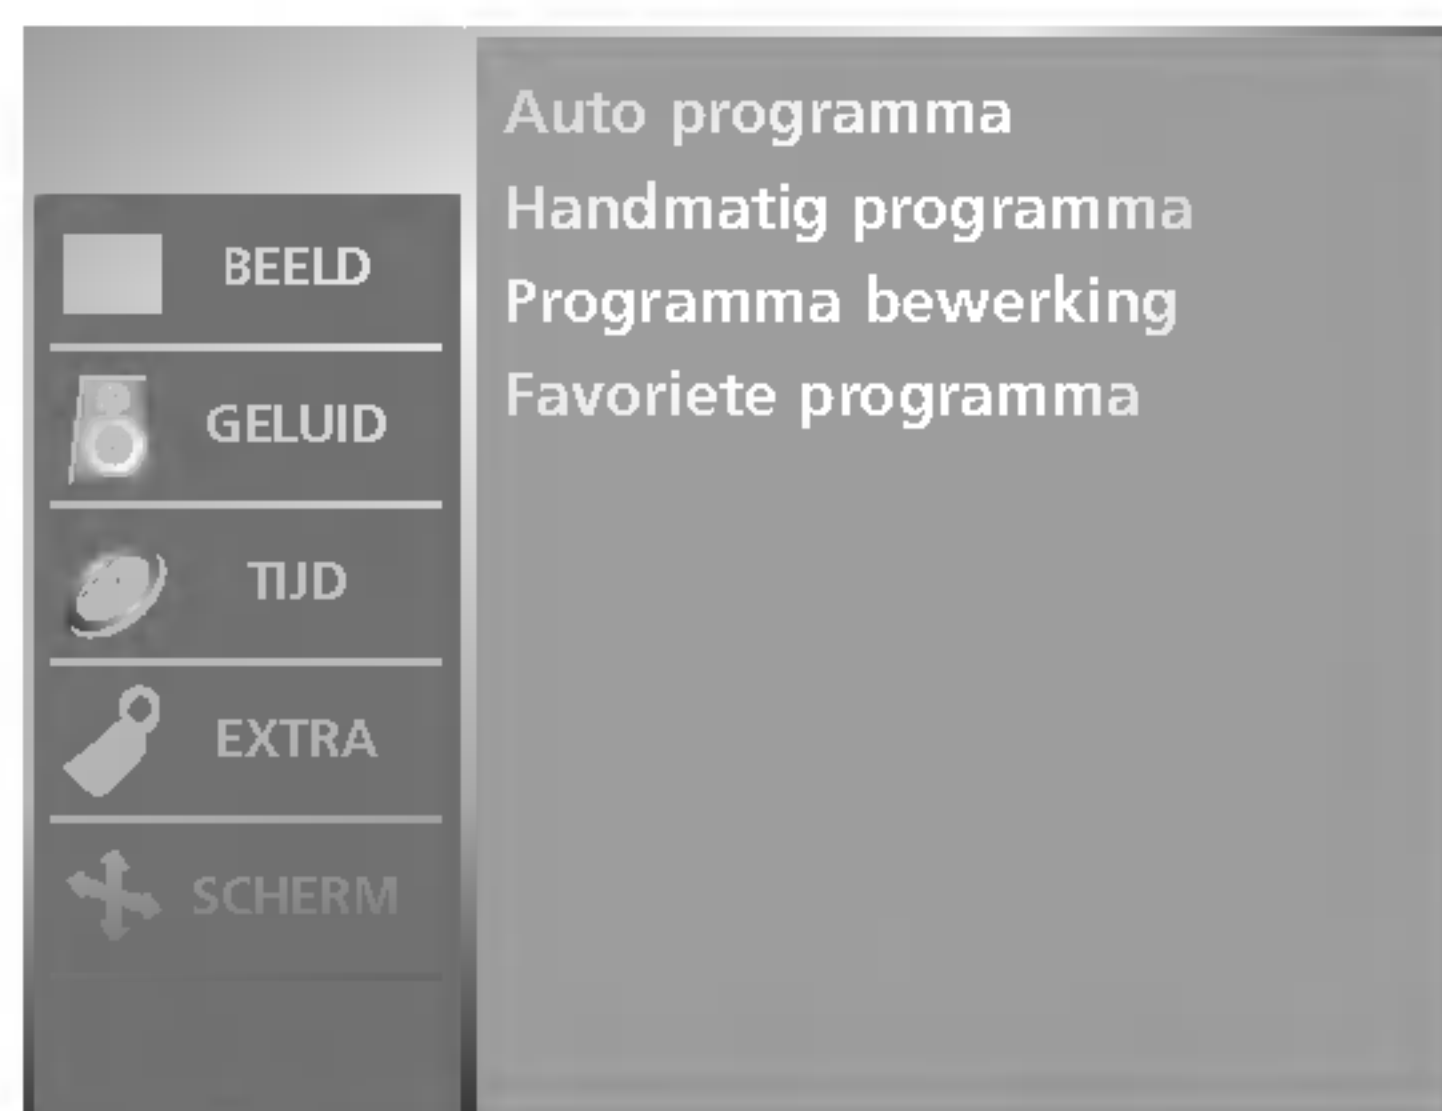 Auto programma
Handmatig programma
Programma bewerking
Favoriete programma
BEELD
GELUID
TIJD
EXTRA
SCHERM